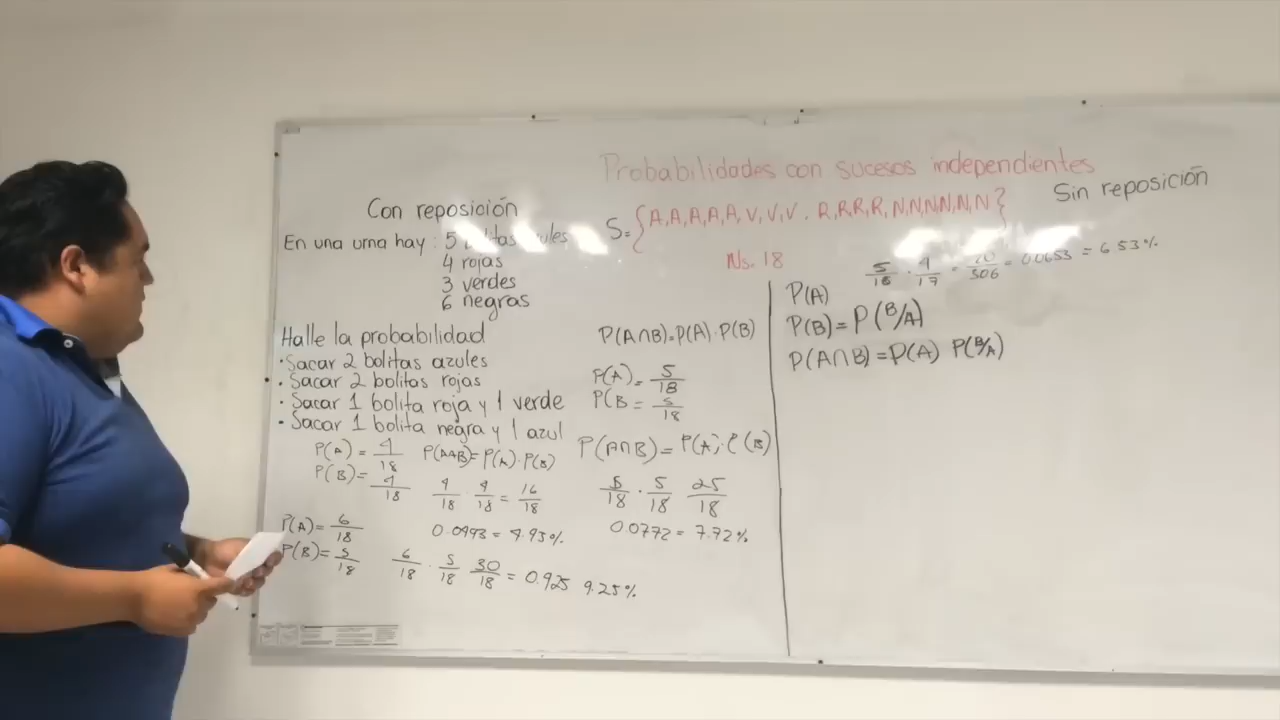 Probabilidades con sucesos independientes
Con reposición
En una urna hay : 5 bolitas azules
4 rojas
3 verdes
6 negras
S={A,A,A,A,A,V,V,V. R,R,R,R,N,N,N,N,N,N}
Ns. 18
Halle la probabilidad
•Sacar 2 bolitas azules
•Sacar 2 bolitas rojas
•Sacar 1 bolita roja y 1 verde
•Sacar 1 bolita negra y 1 azul
P(A∩B)=P(A)·P(B)
P(A)=5/18
P(B=5/18
P(A∩B)=P(A)·P(B)
5/18 · 5/18 25/18
0.0772=7.72%
P(A)=4/18 P(A∩B)=P(A)·P(B)
P(B)=4/18
4/18 · 4/18 = 16/18
0.0493=4.93%
P(A)=6/18
P(B)=5/18
6/18 · 5/18 30/18 = 0.925 9.25%
Sin reposición
5/18 · 4/17 = 20/306 = 0.0653 = 6.53%
P(A)
P(B)=P(B/A)
P(A∩B)=P(A) P(B/A)